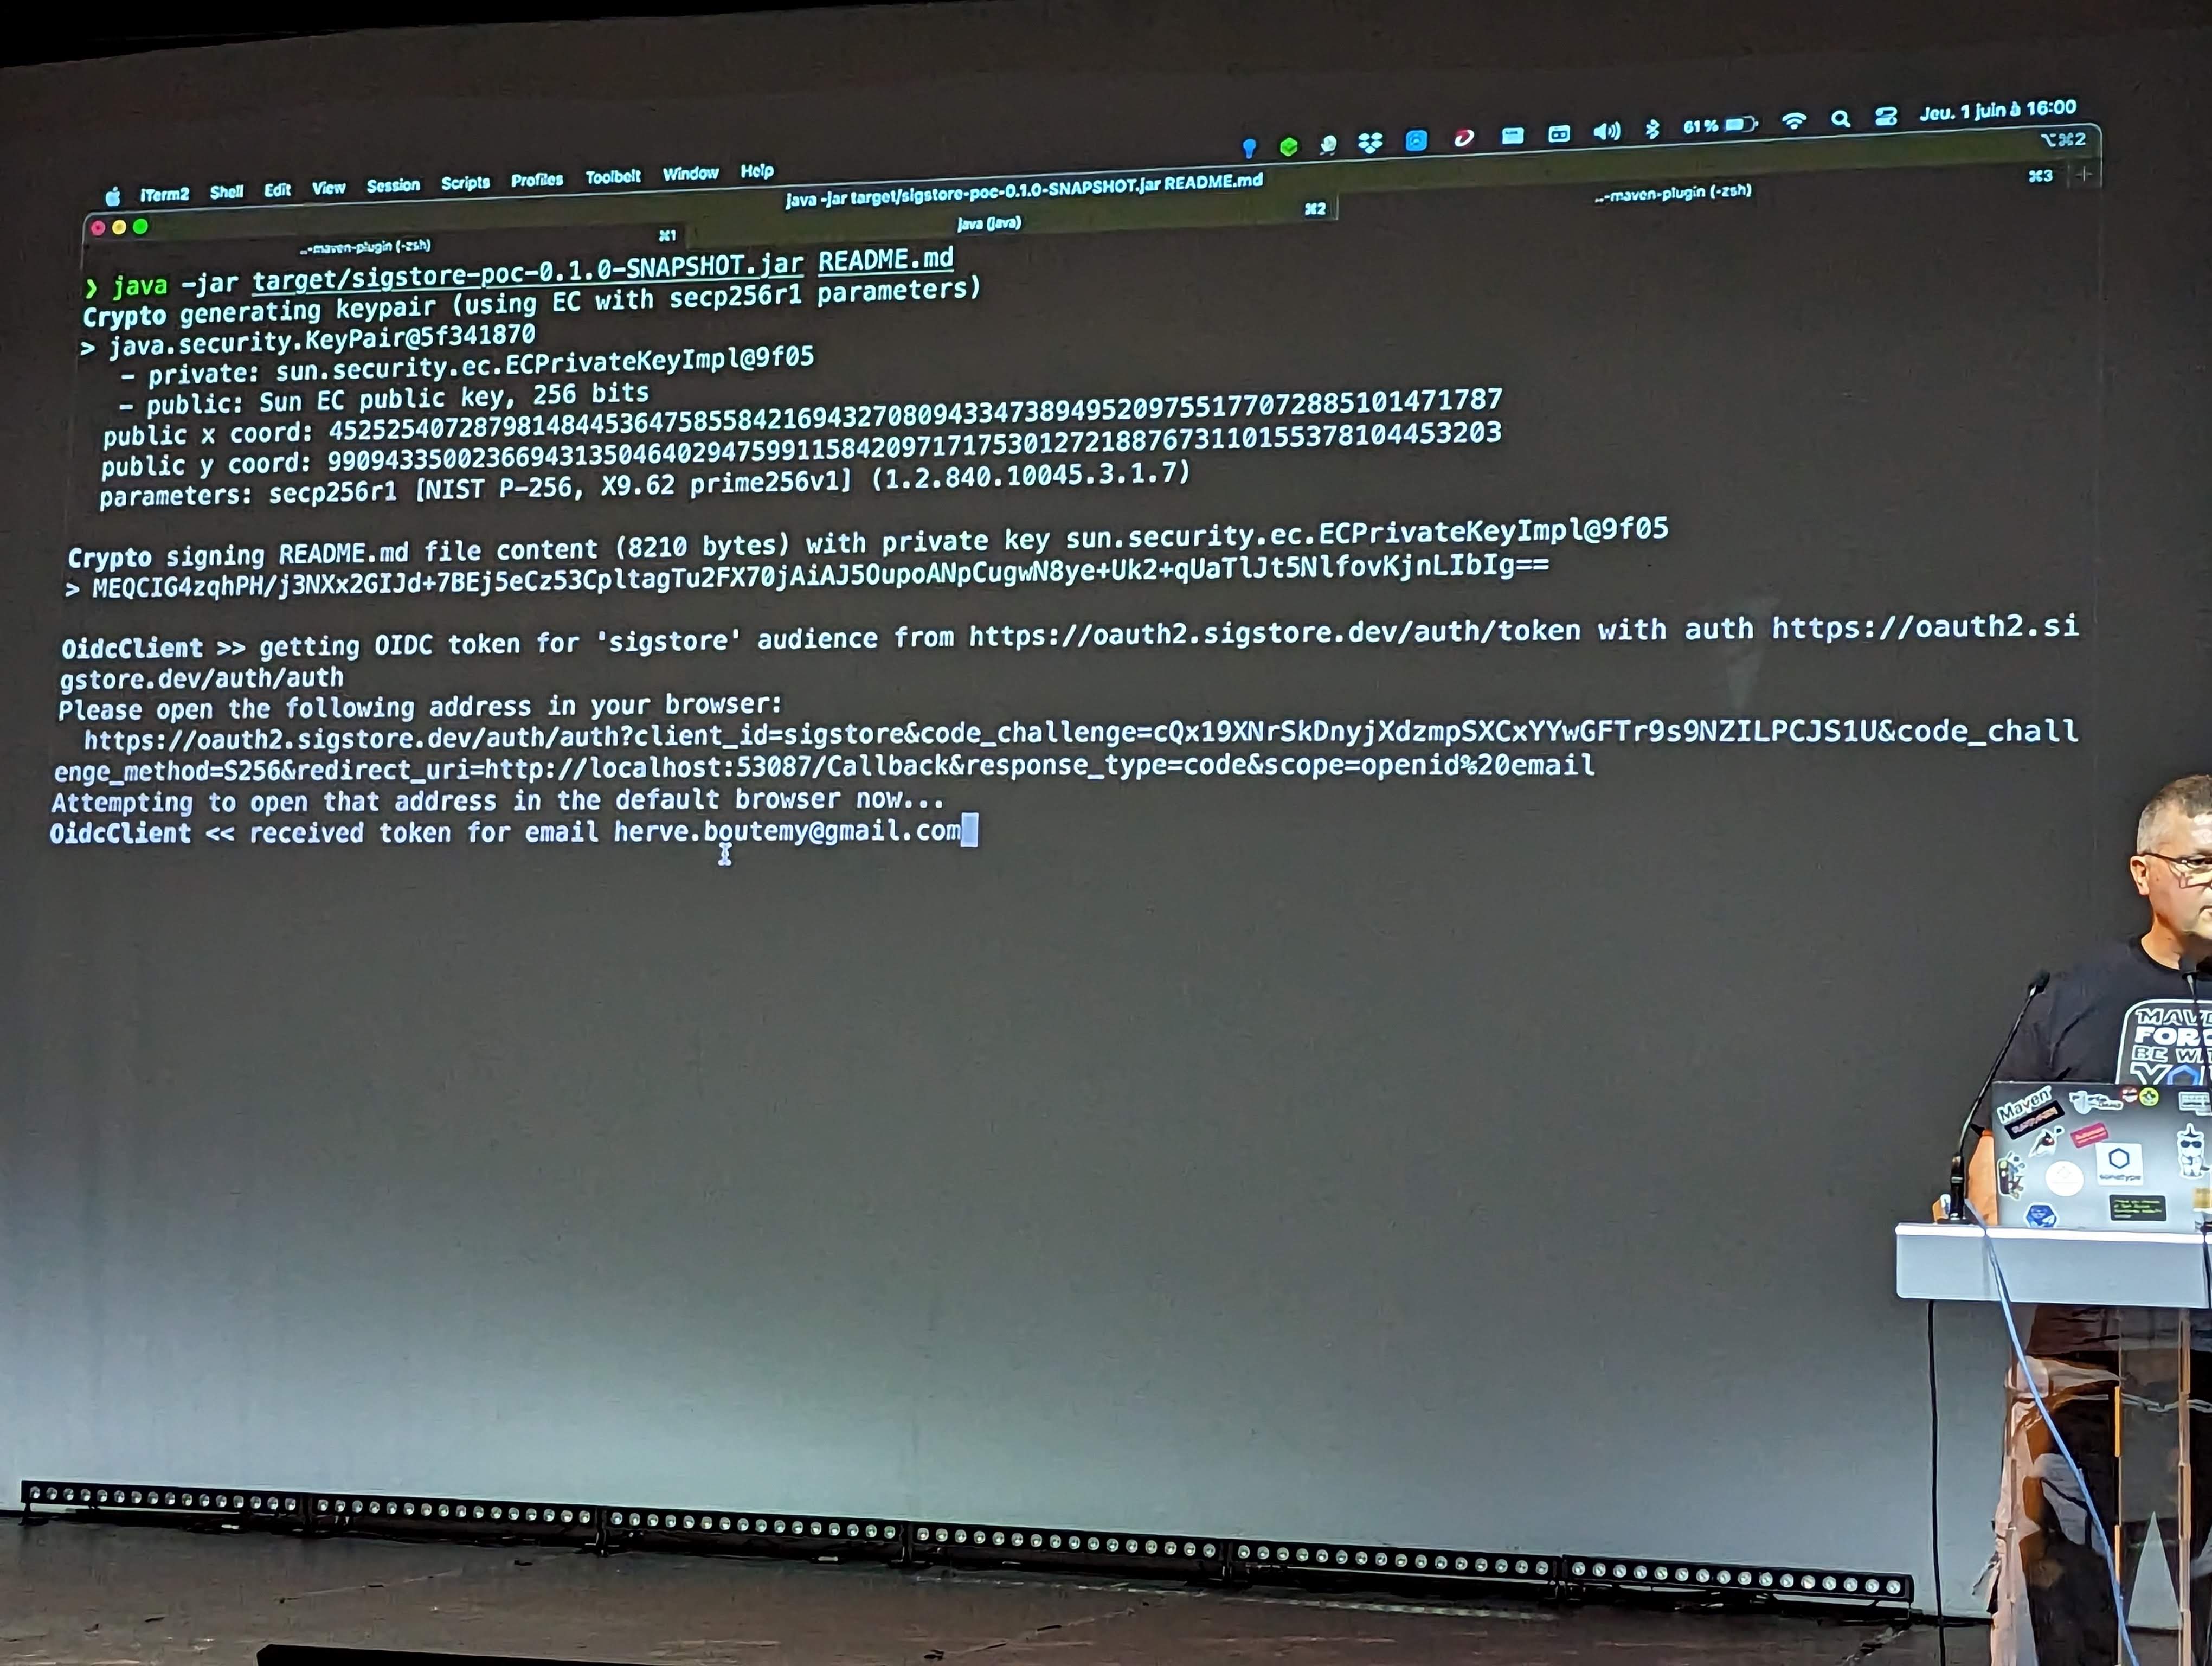 iTerm2 Shell Edit View Session Scripts Profiles Toolbelt Window Help 61% Jeu. 1 juin à 16:00
java -jar target/sigstore-poc-0.1.0-SNAPSHOT.jar README.md ⌥⌘2
..-maven-plugin (-zsh) ⌘1 java (java) ⌘2 ..-maven-plugin (-zsh) ⌘3 +
❯ java -jar target/sigstore-poc-0.1.0-SNAPSHOT.jar README.md
Crypto generating keypair (using EC with secp256r1 parameters)
> java.security.KeyPair@5f341870
- private: sun.security.ec.ECPrivateKeyImpl@9f05
- public: Sun EC public key, 256 bits
public x coord: 45252540728798148445364758558421694327080943347389495209755177072885101471787
public y coord: 99094335002366943135046402947599115842097171753012721887673110155378104453203
parameters: secp256r1 [NIST P-256, X9.62 prime256v1] (1.2.840.10045.3.1.7)
Crypto signing README.md file content (8210 bytes) with private key sun.security.ec.ECPrivateKeyImpl@9f05
> MEQCIG4zqhPH/j3NXx2GIJd+7BEj5eCz53CpltagTu2FX70jAiAJ5OupoANpCugwN8ye+Uk2+qUaTlJt5NlfovKjnLIbIg==
OidcClient >> getting OIDC token for 'sigstore' audience from https://oauth2.sigstore.dev/auth/token with auth https://oauth2.si
gstore.dev/auth/auth
Please open the following address in your browser:
https://oauth2.sigstore.dev/auth/auth?client_id=sigstore&code_challenge=cQx19XNrSkDnyjXdzmpSXCxYYwGFTr9s9NZILPCJS1U&code_chall
enge_method=S256&redirect_uri=http://localhost:53087/Callback&response_type=code&scope=openid%20email
Attempting to open that address in the default browser now...
OidcClient << received token for email herve.boutemy@gmail.com
BE
Maven
sonatype